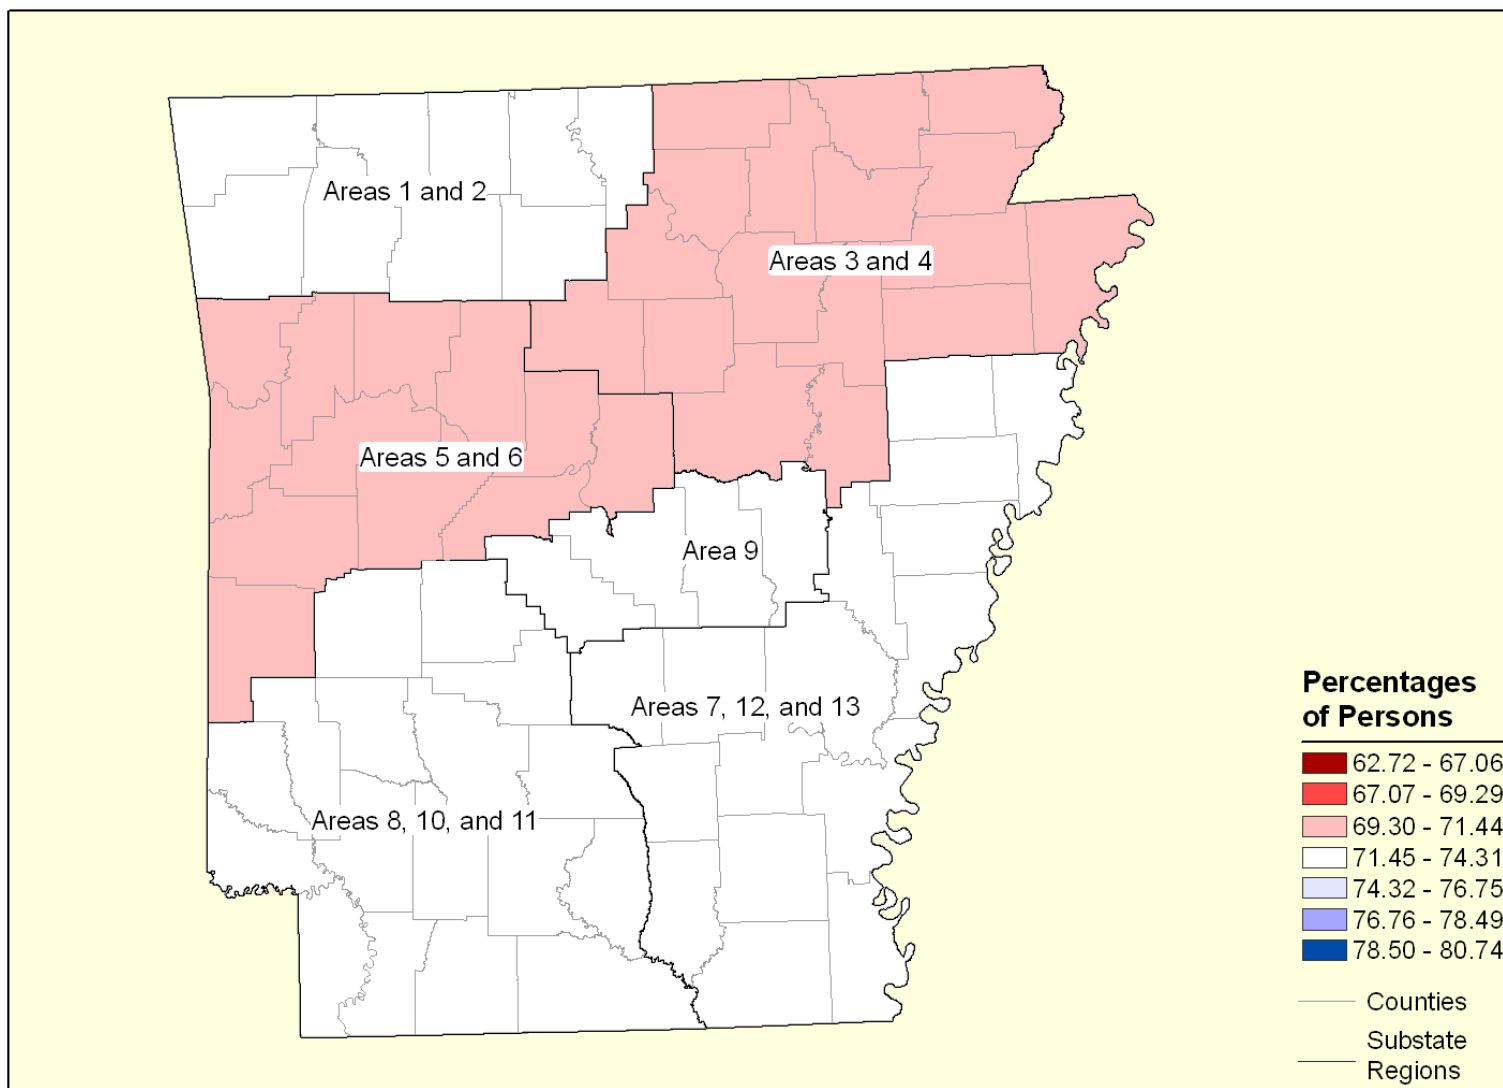 Areas 1 and 2
Areas 3 and 4
Areas 5 and 6
Area 9
Areas 7, 12, and 13
Areas 8, 10, and 11
Percentages
of Persons
62.72 - 67.06
67.07 - 69.29
69.30 - 71.44
71.45 - 74.31
74.32 - 76.75
76.76 - 78.49
78.50 - 80.74
Counties
Substate
Regions